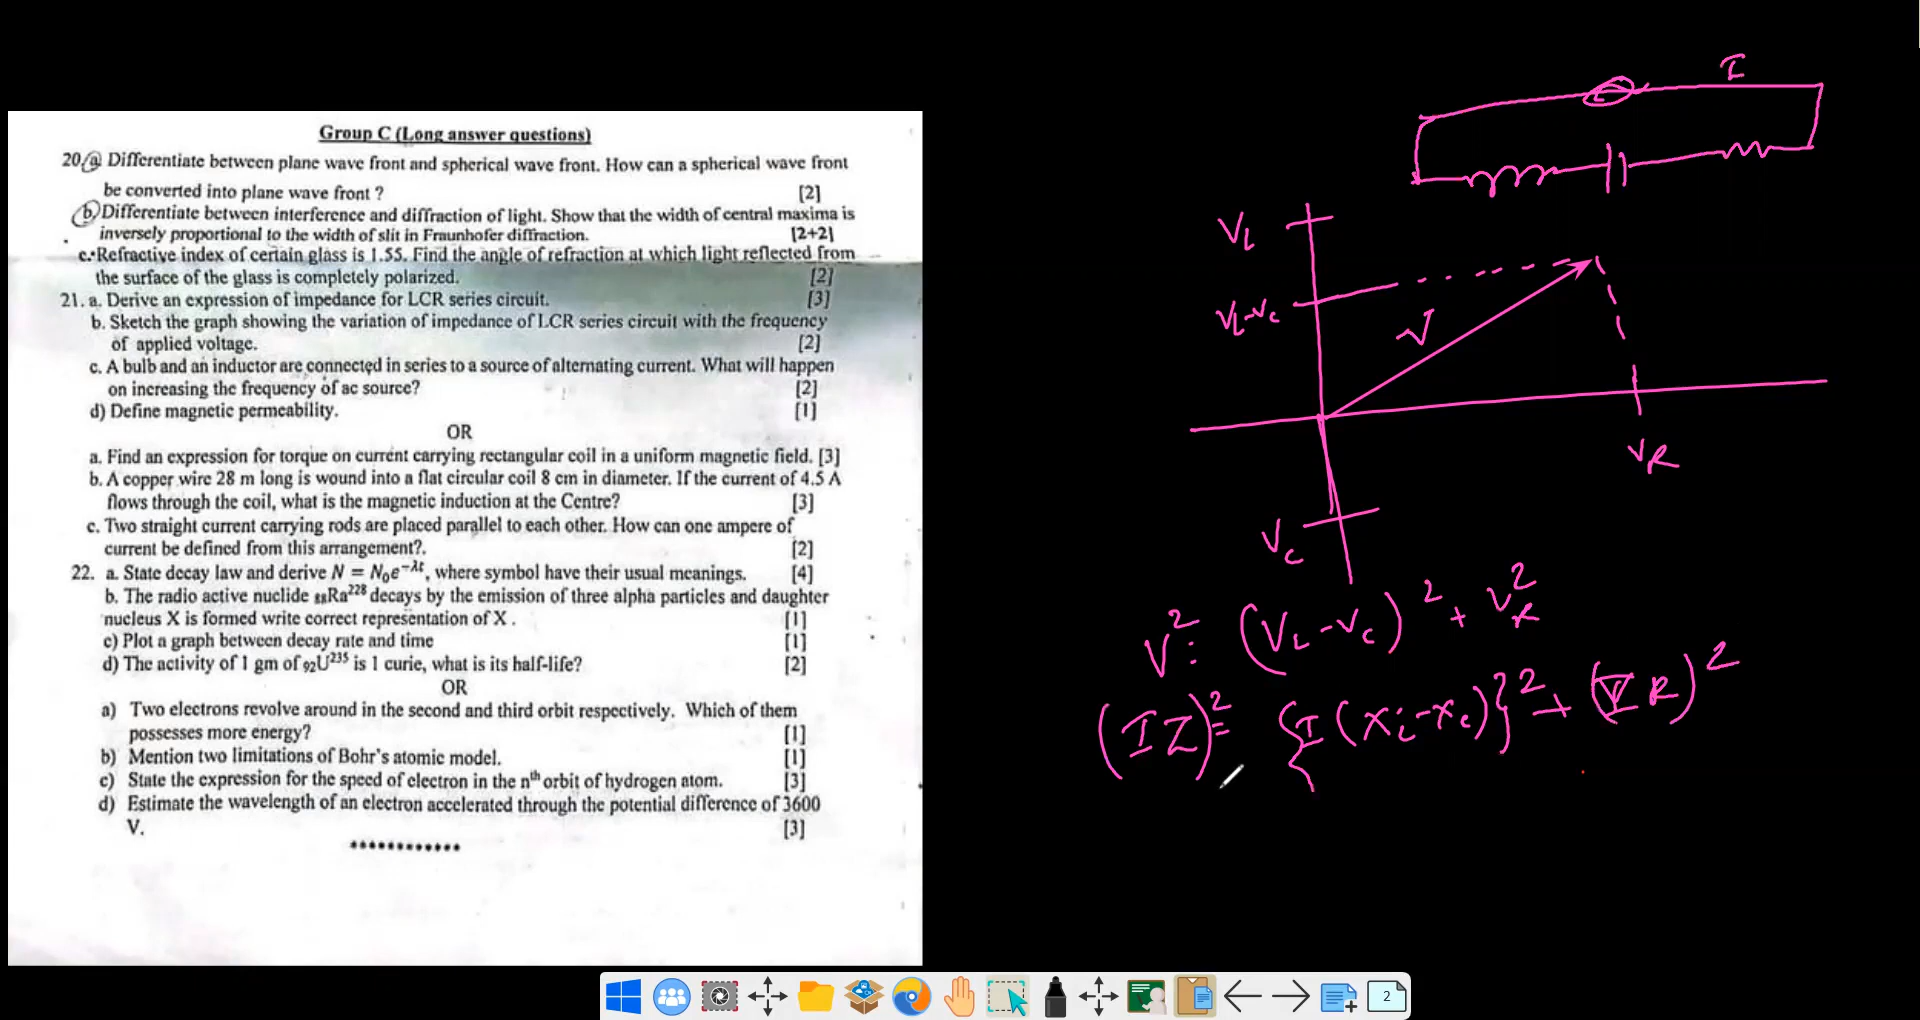 Group C (Long answer questions)
20. a) Differentiate between plane wave front and spherical wave front. How can a spherical wave front
be converted into plane wave front ? [2]
b. Differentiate between interference and diffraction of light. Show that the width of central maxima is
inversely proportional to the width of slit in Fraunhofer diffraction. [2+2]
c. Refractive index of certain glass is 1.55. Find the angle of refraction at which light reflected from
the surface of the glass is completely polarized. [2]
21. a. Derive an expression of impedance for LCR series circuit. [3]
b. Sketch the graph showing the variation of impedance of LCR series circuit with the frequency
of applied voltage. [2]
c. A bulb and an inductor are connected in series to a source of alternating current. What will happen
on increasing the frequency of ac source? [2]
d) Define magnetic permeability. [1]
OR
a. Find an expression for torque on current carrying rectangular coil in a uniform magnetic field. [3]
b. A copper wire 28 m long is wound into a flat circular coil 8 cm in diameter. If the current of 4.5 A
flows through the coil, what is the magnetic induction at the Centre? [3]
c. Two straight current carrying rods are placed parallel to each other. How can one ampere of
current be defined from this arrangement?. [2]
22. a. State decay law and derive N = N₀e^−λt, where symbol have their usual meanings. [4]
b. The radio active nuclide ₈₈Ra²²⁸ decays by the emission of three alpha particles and daughter
nucleus X is formed write correct representation of X . [1]
c) Plot a graph between decay rate and time [1]
d) The activity of 1 gm of ₉₂U²³⁵ is 1 curie, what is its half-life? [2]
OR
a) Two electrons revolve around in the second and third orbit respectively. Which of them
possesses more energy? [1]
b) Mention two limitations of Bohr's atomic model. [1]
c) State the expression for the speed of electron in the nᵗʰ orbit of hydrogen atom. [3]
d) Estimate the wavelength of an electron accelerated through the potential difference of 3600
V. [3]
************
I
V_L
V_L-V_C
V
V_R
V_C
V² = (V_L - V_C)² + V_R²
(IZ)² = {I(X_L - X_C)}² + (IR)²
2